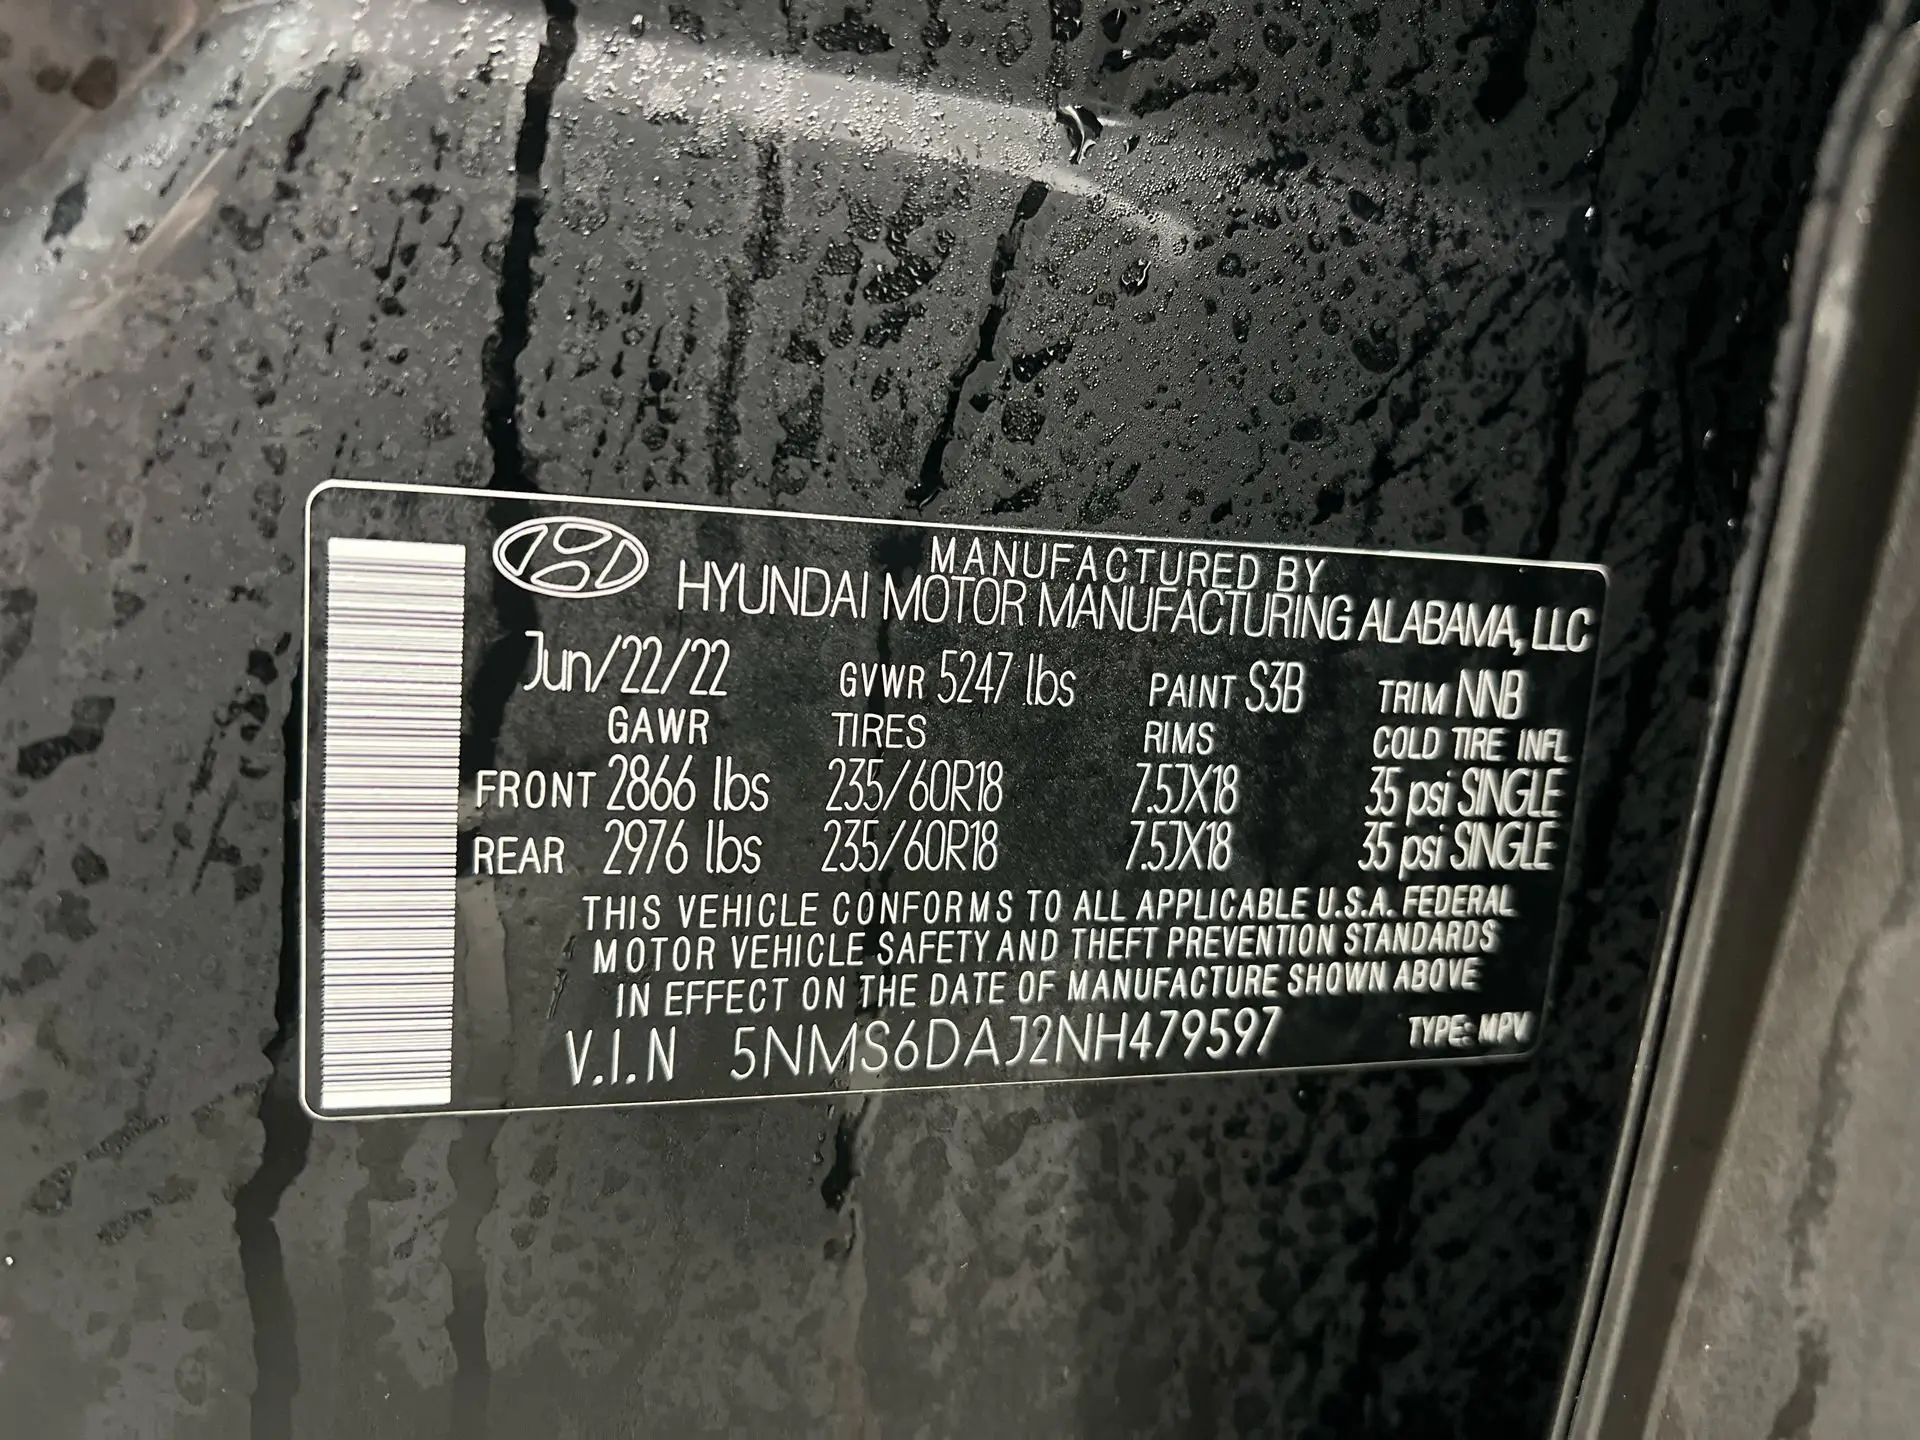 MANUFACTURED BY
HYUNDAI MOTOR MANUFACTURING ALABAMA, LLC
Jun/22/22 GVWR 5247 lbs PAINT S3B TRIM NNB
GAWR TIRES RIMS COLD TIRE INFL
FRONT 2866 lbs 235/60R18 7.5JX18 35 psi SINGLE
REAR 2976 lbs 235/60R18 7.5JX18 35 psi SINGLE
THIS VEHICLE CONFORMS TO ALL APPLICABLE U.S.A. FEDERAL
MOTOR VEHICLE SAFETY AND THEFT PREVENTION STANDARDS
IN EFFECT ON THE DATE OF MANUFACTURE SHOWN ABOVE
V.I.N 5NMS6DAJ2NH479597 TYPE: MPV